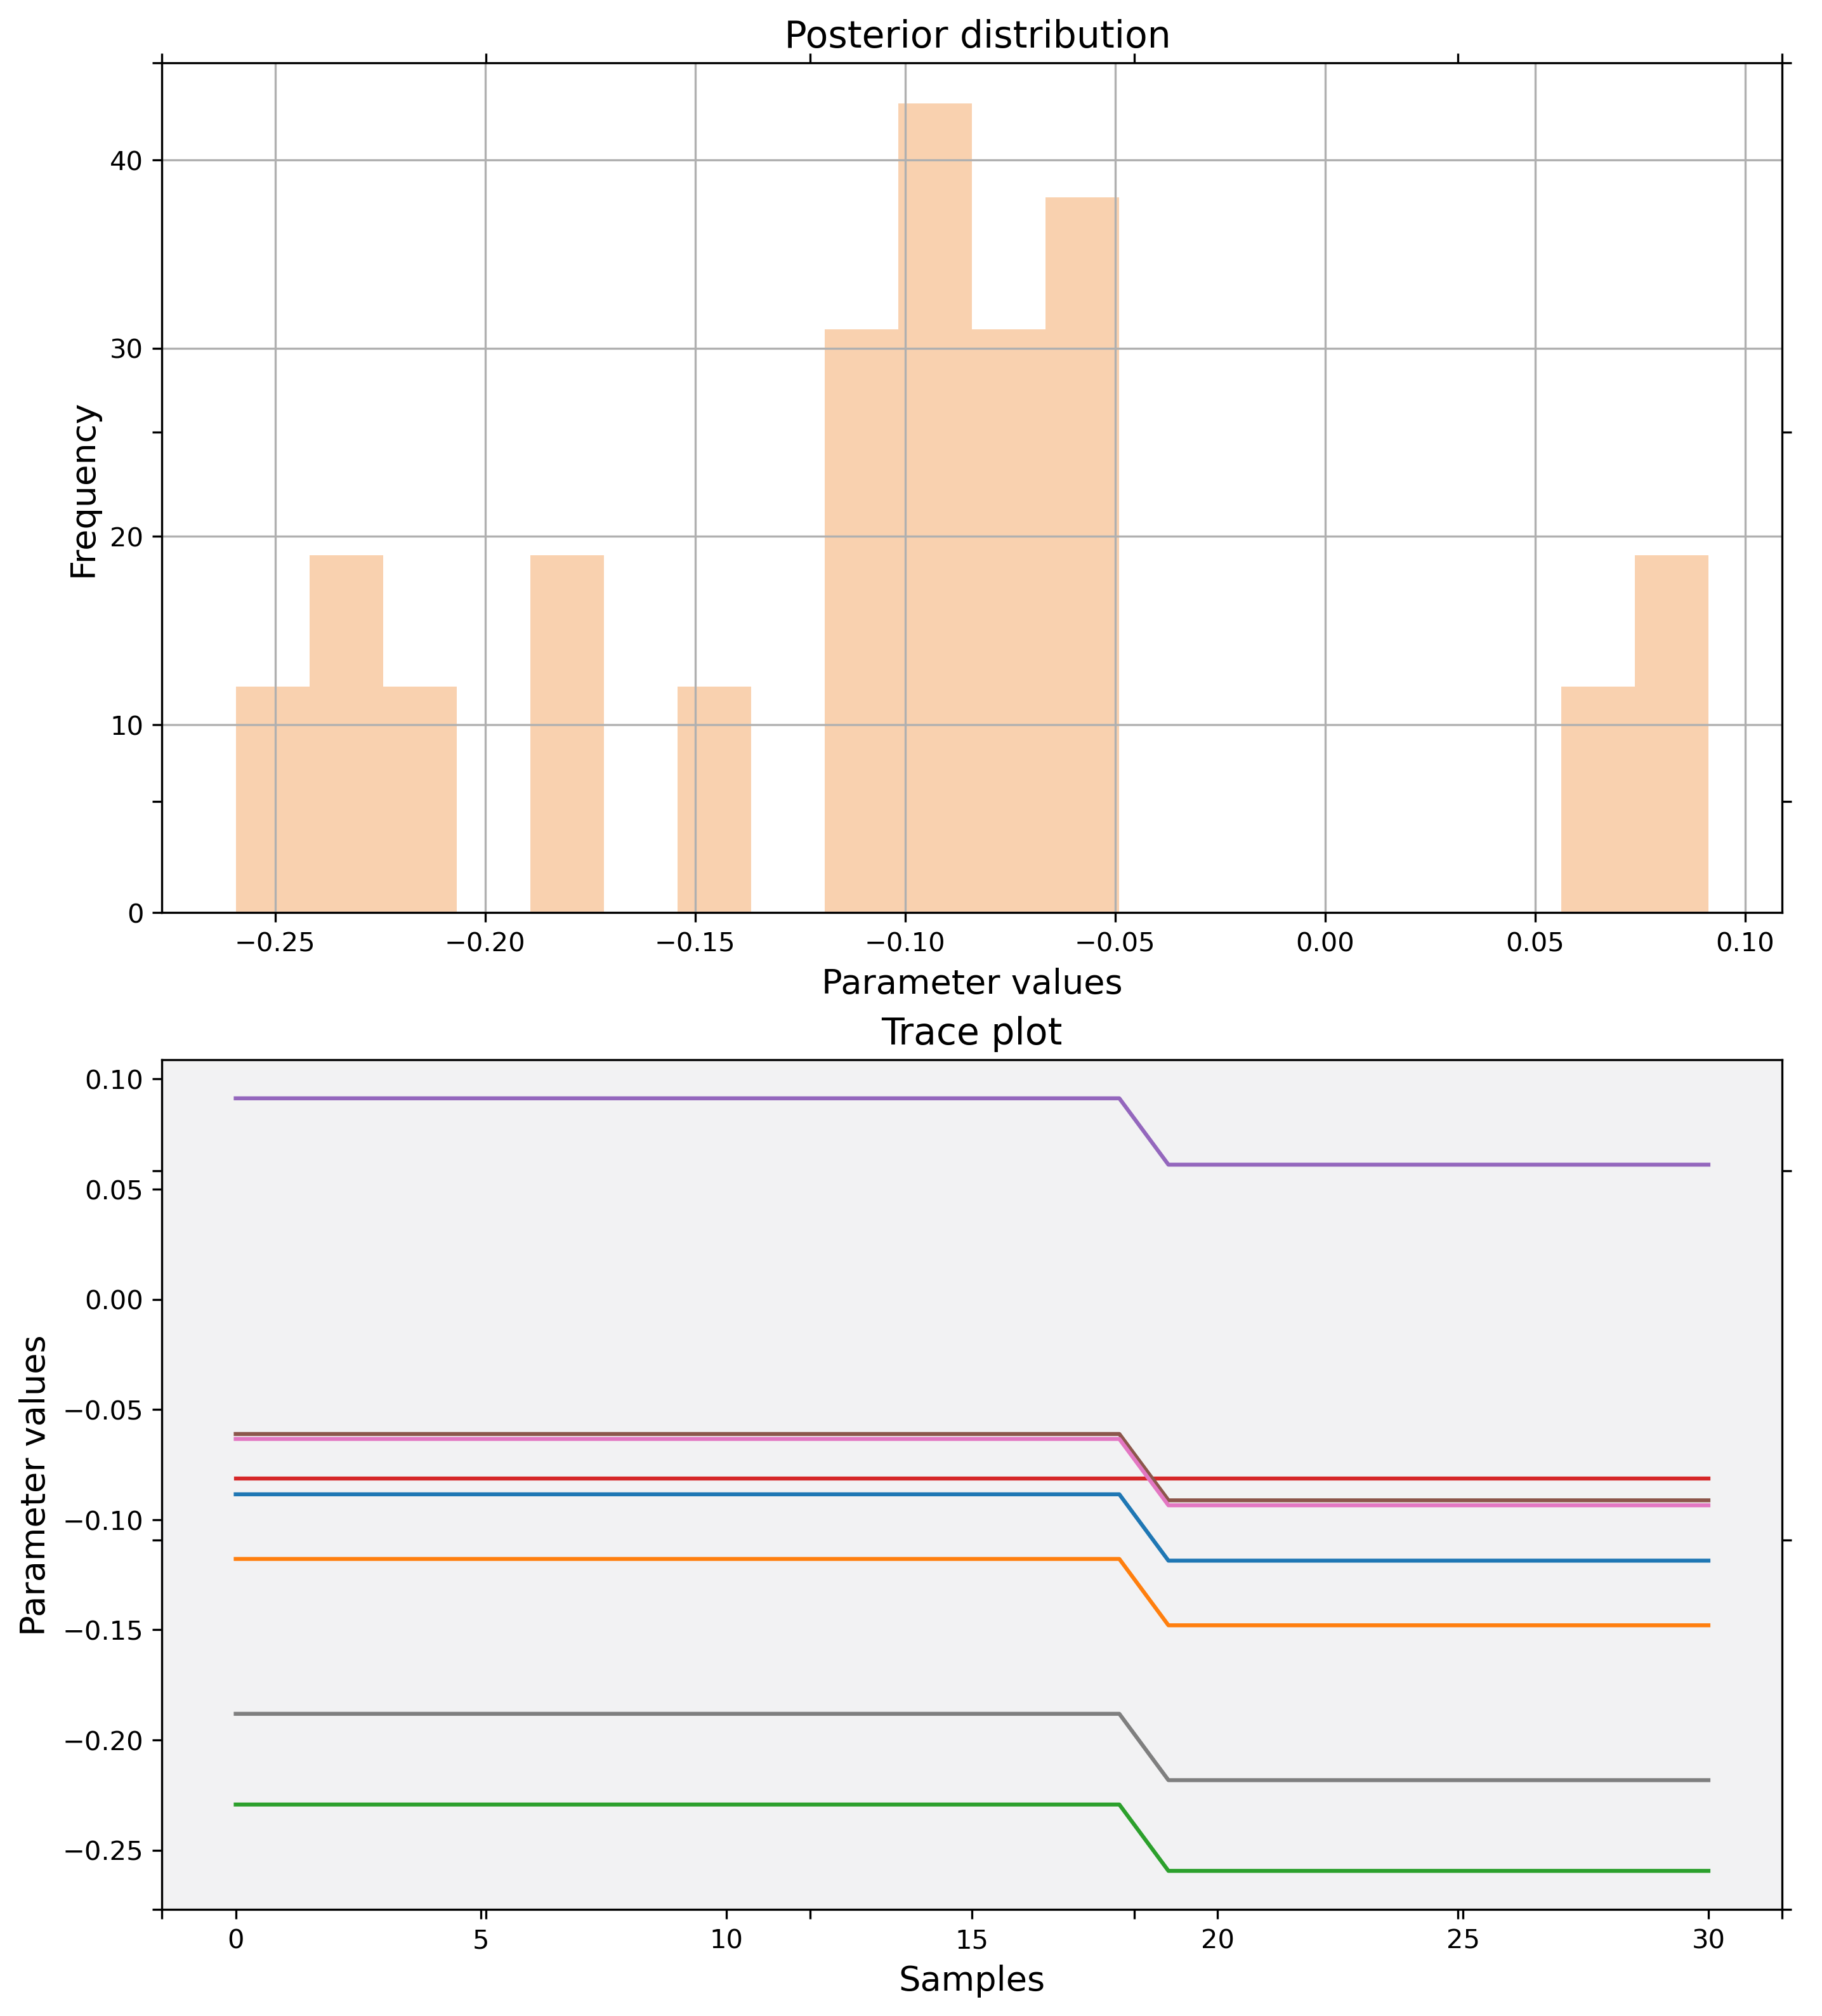 Posterior distribution
40
30
20
10
0
Frequency
−0.25 −0.20 −0.15 −0.10 −0.05 0.00 0.05 0.10
Parameter values
Trace plot
0.10
0.05
0.00
−0.05
−0.10
−0.15
−0.20
−0.25
Parameter values
0 5 10 15 20 25 30
Samples